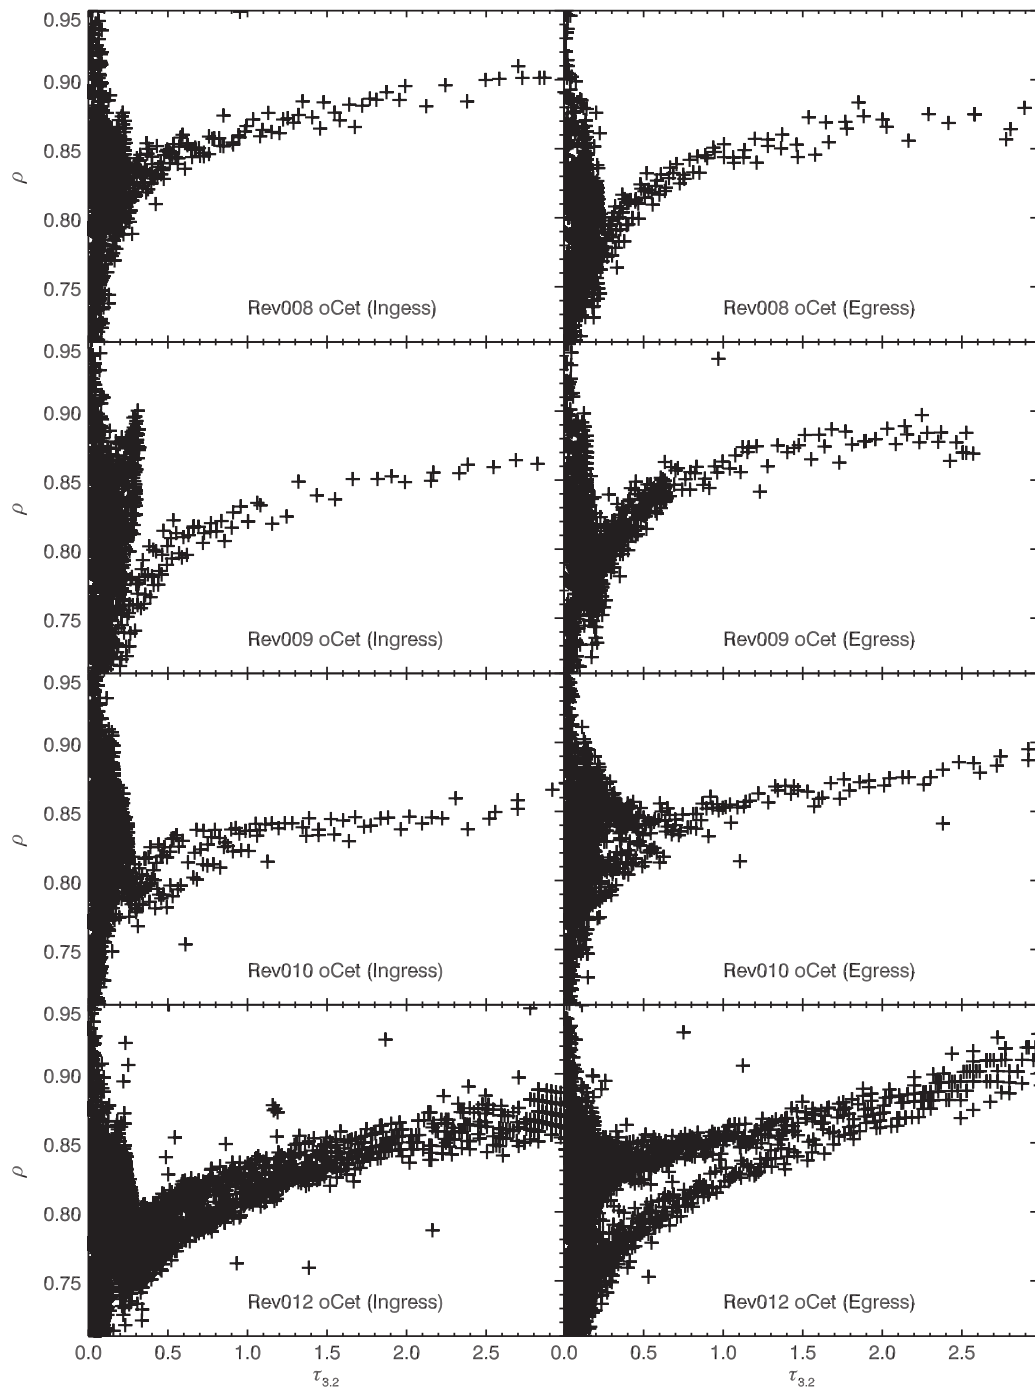 0.95
0.90
0.85
0.80
0.75
ρ
Rev008 oCet (Ingess)
Rev008 oCet (Egress)
0.95
0.90
0.85
0.80
0.75
ρ
Rev009 oCet (Ingress)
Rev009 oCet (Egress)
0.95
0.90
0.85
0.80
0.75
ρ
Rev010 oCet (Ingress)
Rev010 oCet (Egress)
0.95
0.90
0.85
0.80
0.75
ρ
Rev012 oCet (Ingress)
Rev012 oCet (Egress)
0.0 0.5 1.0 1.5 2.0 2.5 0.0 0.5 1.0 1.5 2.0 2.5
τ3.2 τ3.2